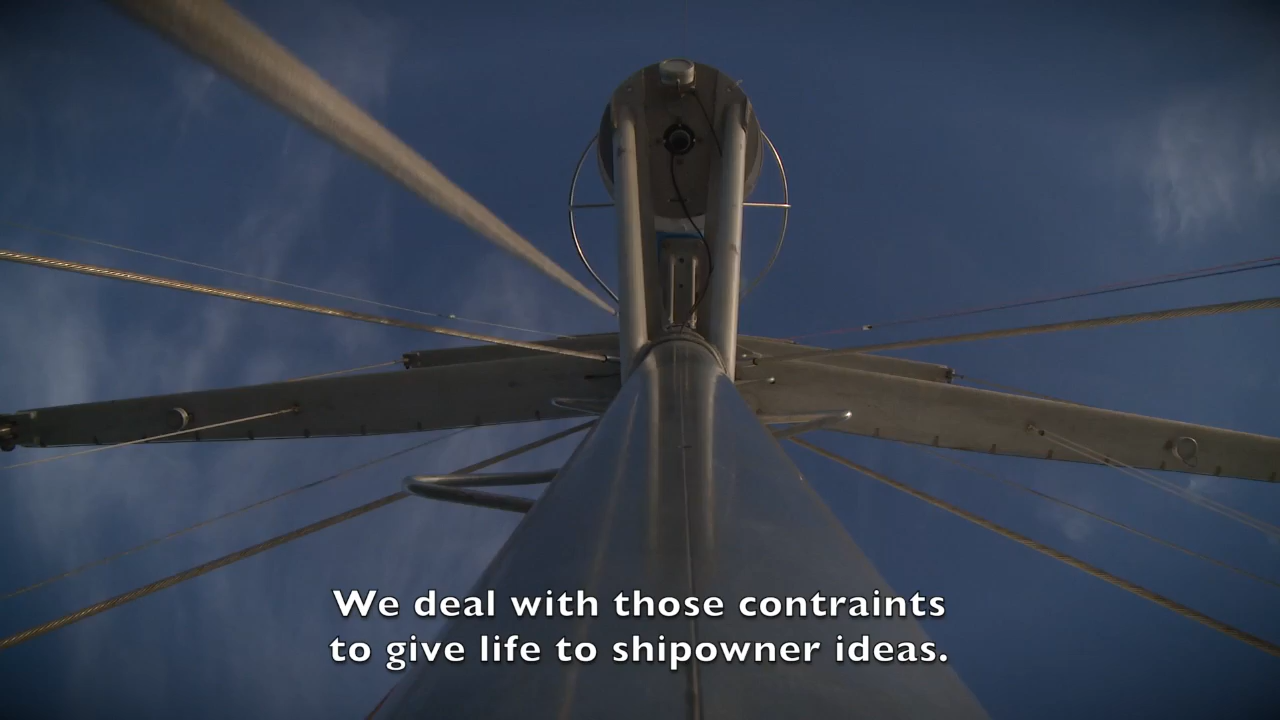 We deal with those contraints
to give life to shipowner ideas.